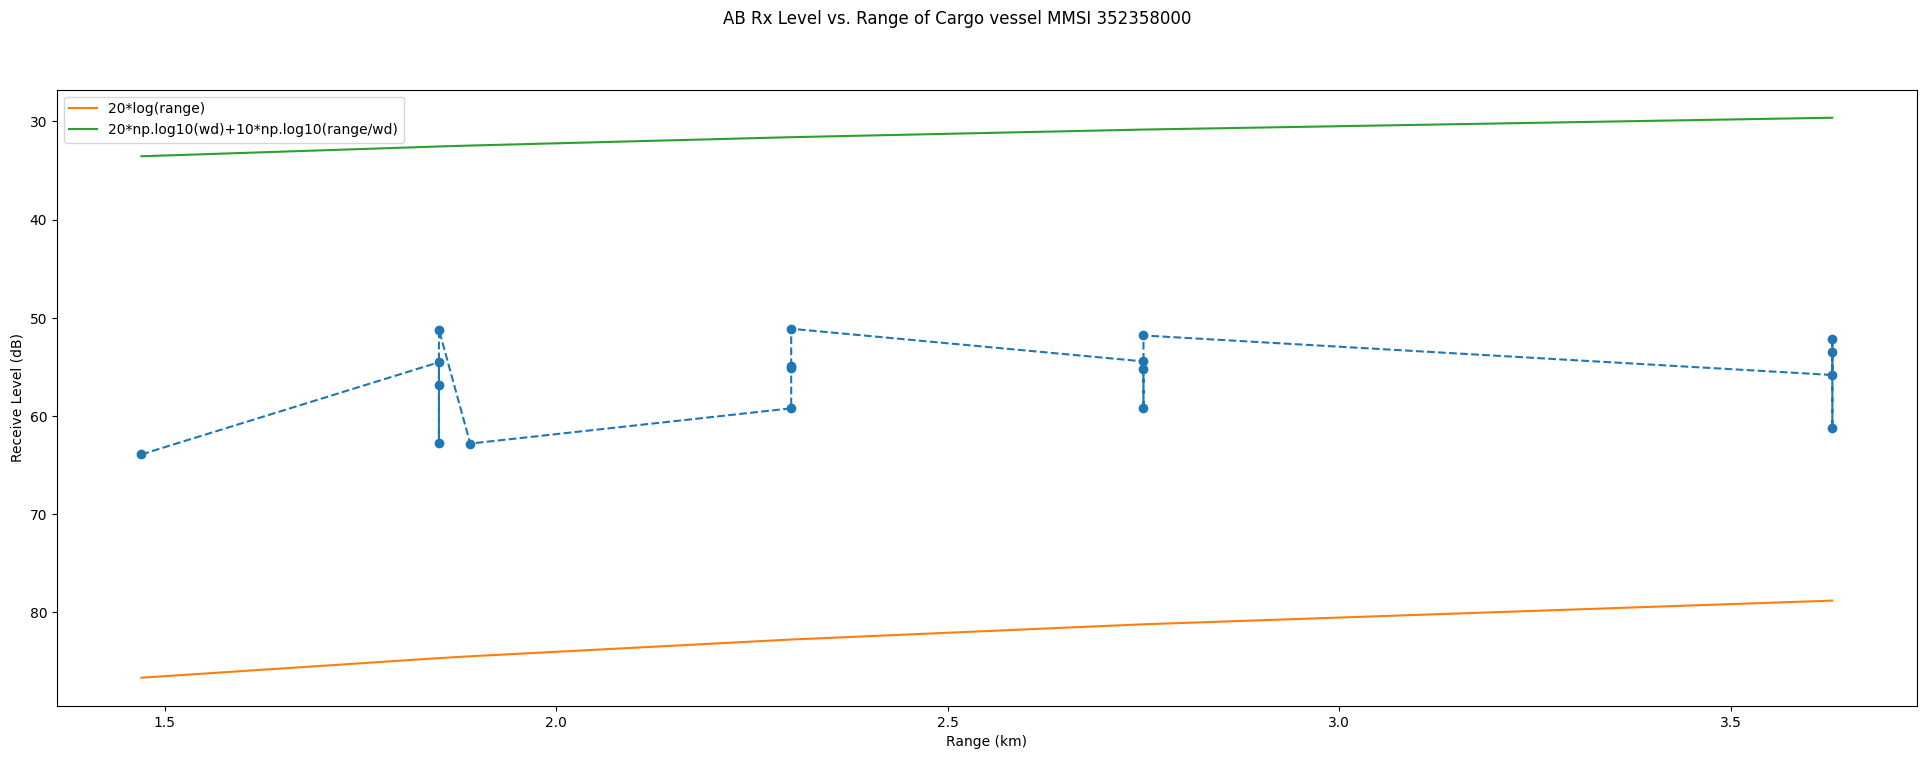 AB Rx Level vs. Range of Cargo vessel MMSI 352358000
20*log(range)
20*np.log10(wd)+10*np.log10(range/wd)
30
40
50
60
70
80
Receive Level (dB)
1.5 2.0 2.5 3.0 3.5
Range (km)